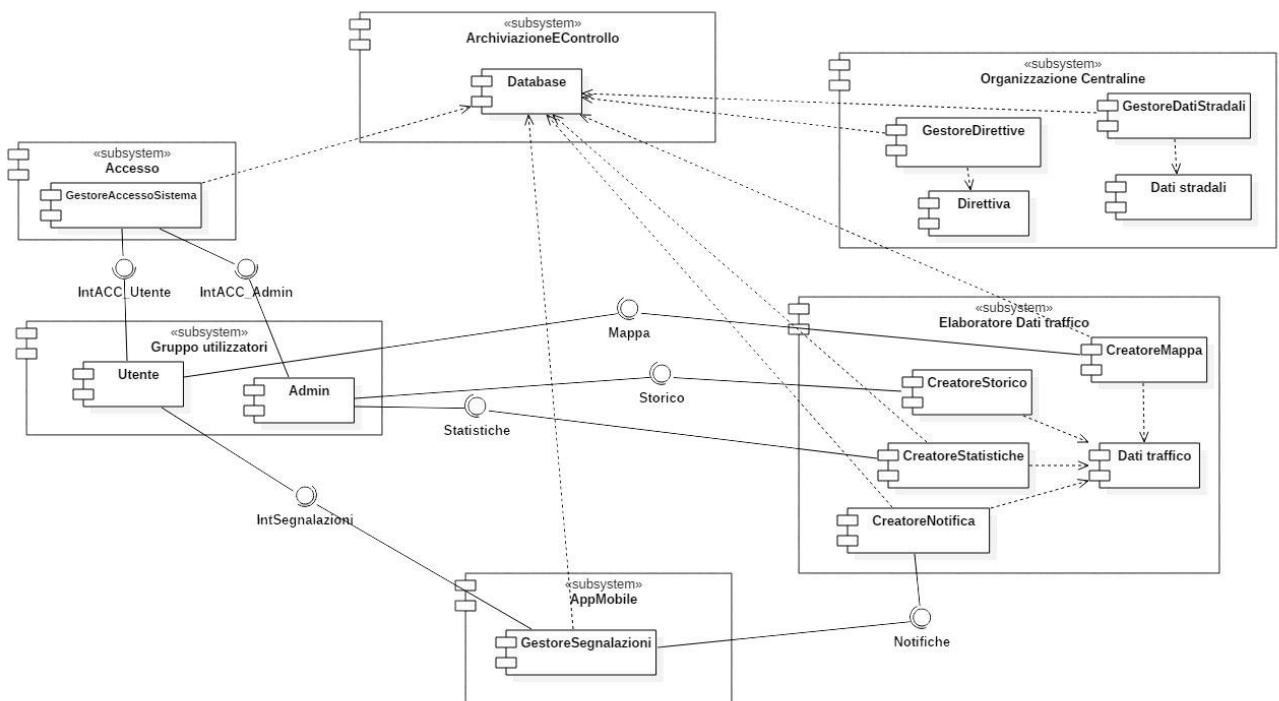 «subsystem»
ArchiviazioneEControllo
Database
«subsystem»
Organizzazione Centraline
GestoreDatiStradali
GestoreDirettive
Dati stradali
Direttiva
«subsystem»
Accesso
GestoreAccessoSistema
IntACC_Utente
IntACC_Admin
«subsystem»
Gruppo utilizzatori
Utente
Admin
Mappa
Storico
Statistiche
IntSegnalazioni
«subsystem»
Elaboratore Dati traffico
CreatoreMappa
CreatoreStorico
CreatoreStatistiche
Dati traffico
CreatoreNotifica
«subsystem»
AppMobile
GestoreSegnalazioni
Notifiche